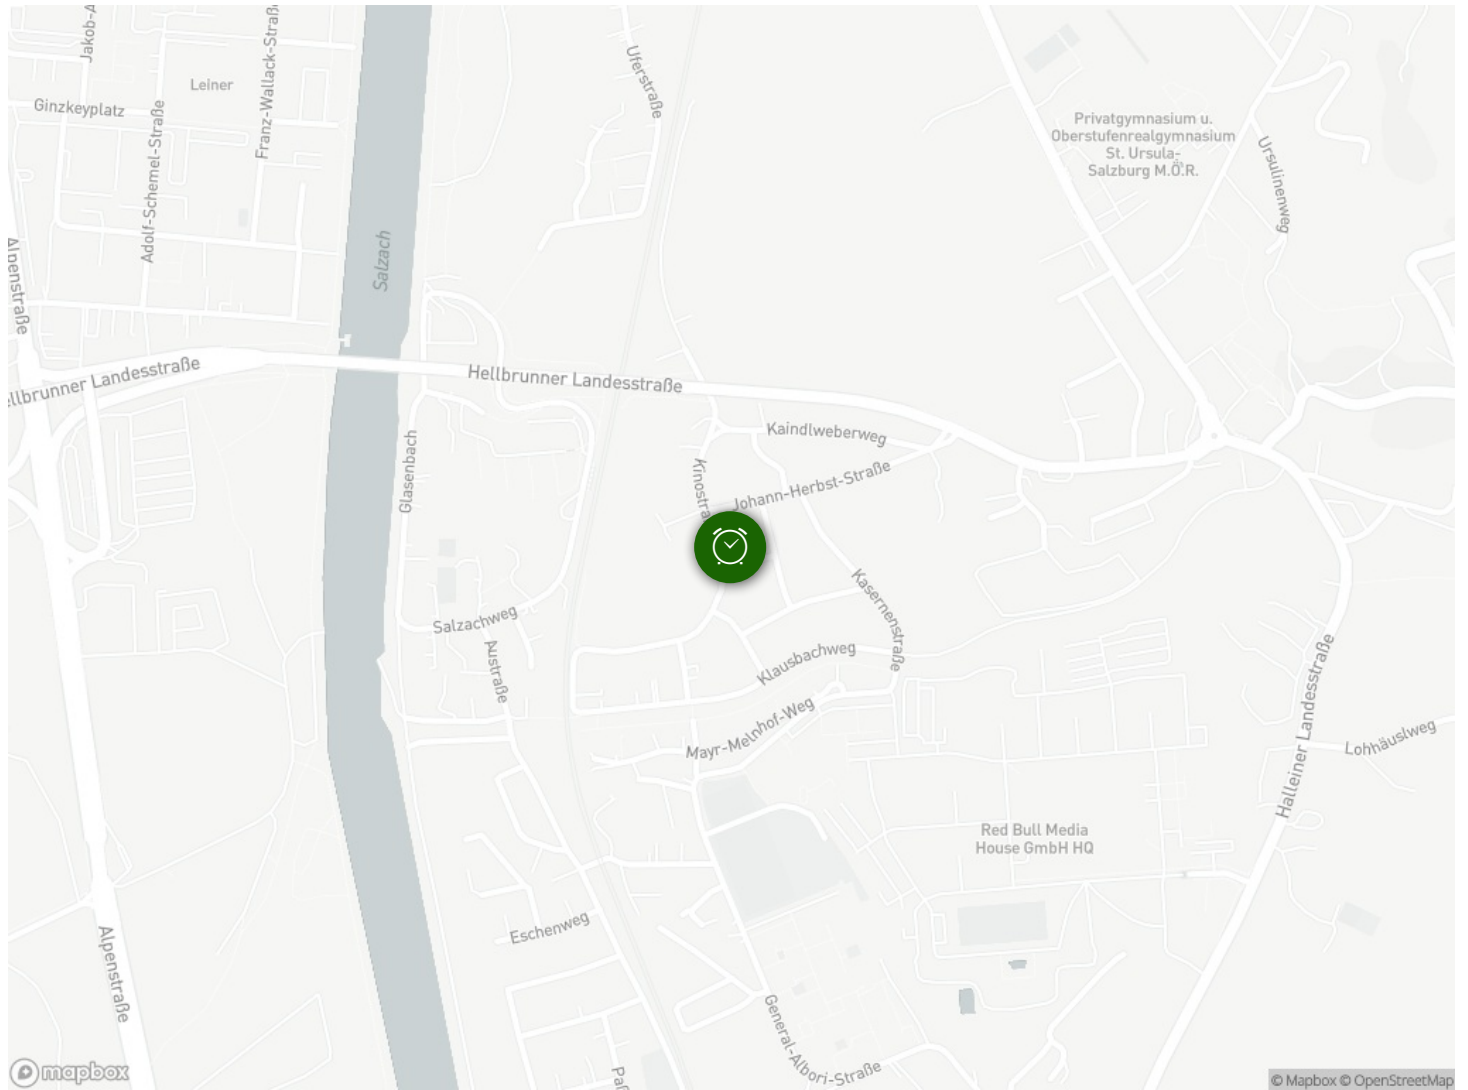 Jakob-A
Franz-Wallack-Straße
Leiner
Ginzkeyplatz
Adolf-Schemel-Straße
Uferstraße
Privatgymnasium u.
Oberstufenrealgymnasium
St. Ursula-
Salzburg M.Ö.R.
Ursulinenweg
Salzach
Alpenstraße
Hellbrunner Landesstraße
ellbrunner Landesstraße
Kaindlweberweg
Glasenbach
Kinostra
Johann-Herbst-Straße
Kasernenstraße
Salzachweg
Austraße
Klausbachweg
Mayr-Melnhof-Weg
Halleiner Landesstraße
Lohhäuslweg
Red Bull Media
House GmbH HQ
Eschenweg
Alpenstraße
General-Albori-Straße
Paß
mapbox
© Mapbox © OpenStreetMap